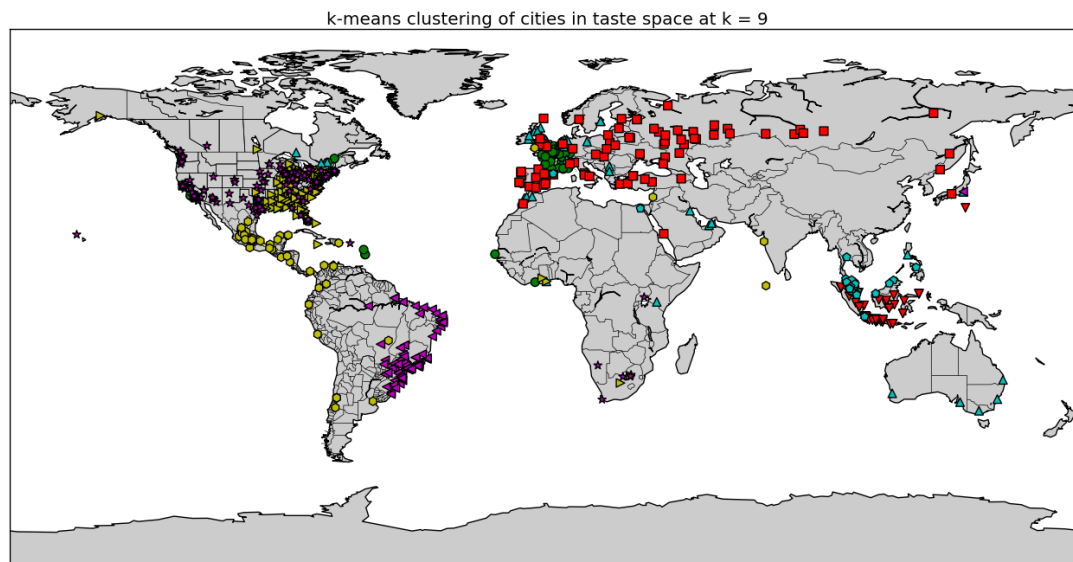 k-means clustering of cities in taste space at k = 9